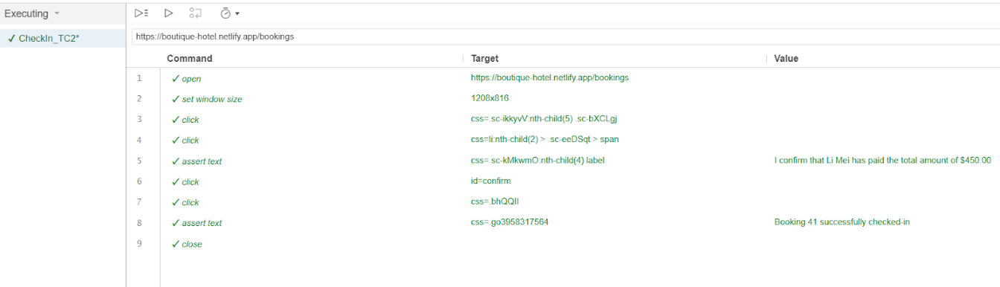 Executing
✓ CheckIn_TC2*
https://boutique-hotel.netlify.app/bookings
Command Target Value
1 ✓ open https://boutique-hotel.netlify.app/bookings
2 ✓ set window size 1208x816
3 ✓ click css=.sc-ikkyvV:nth-child(5) .sc-bXCLgj
4 ✓ click css=li:nth-child(2) > .sc-eeDSqt > span
5 ✓ assert text css=.sc-kMkwmO:nth-child(4) label I confirm that Li Mei has paid the total amount of $450.00
6 ✓ click id=confirm
7 ✓ click css=.bhQQII
8 ✓ assert text css=.go3958317564 Booking 41 successfully checked-in
9 ✓ close